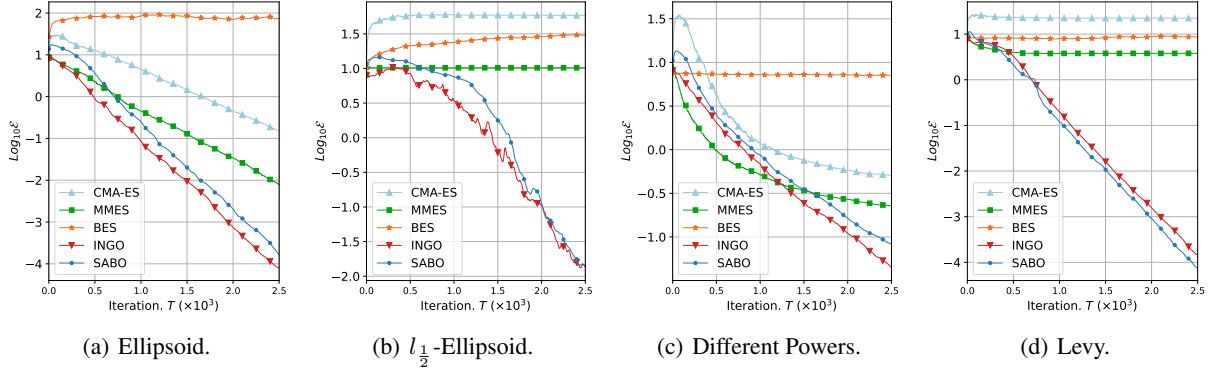 2
1
0
−1
−2
−3
−4
Log₁₀ℰ
CMA-ES
MMES
BES
INGO
SABO
0.0 0.5 1.0 1.5 2.0 2.5
Iteration. T (×10³)
(a) Ellipsoid.
1.5
1.0
0.5
0.0
−0.5
−1.0
−1.5
−2.0
Log₁₀ℰ
CMA-ES
MMES
BES
INGO
SABO
0.0 0.5 1.0 1.5 2.0 2.5
Iteration. T (×10³)
(b) l½-Ellipsoid.
1.5
1.0
0.5
0.0
−0.5
−1.0
Log₁₀ℰ
CMA-ES
MMES
BES
INGO
SABO
0.0 0.5 1.0 1.5 2.0 2.5
Iteration. T (×10³)
(c) Different Powers.
1
0
−1
−2
−3
−4
Log₁₀ℰ
CMA-ES
MMES
BES
INGO
SABO
0.0 0.5 1.0 1.5 2.0 2.5
Iteration. T (×10³)
(d) Levy.